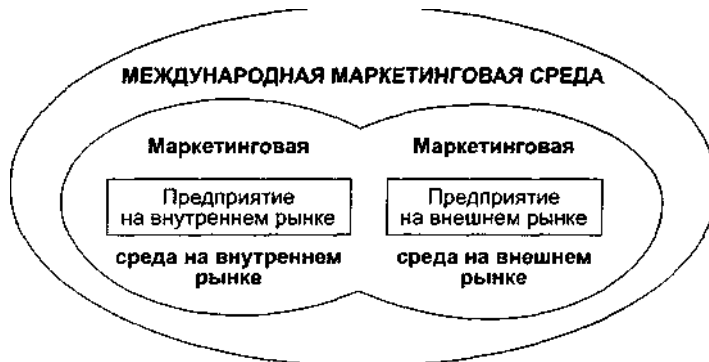 МЕЖДУНАРОДНАЯ МАРКЕТИНГОВАЯ СРЕДА
Маркетинговая
Предприятие
на внутреннем рынке
среда на внутреннем
рынке
Маркетинговая
Предприятие
на внешнем рынке
среда на внешнем
рынке